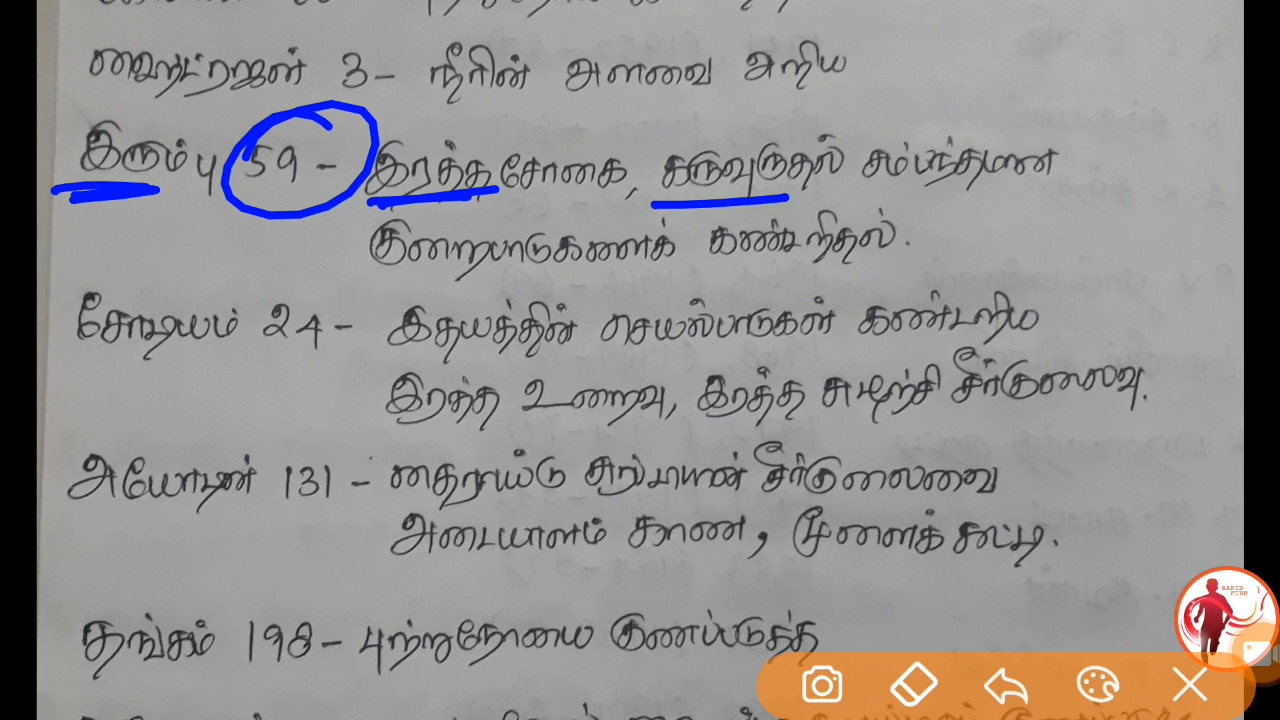 ஹைட்ரஜன் 3 - நீரின் அளவை அறிய
இரும்பு 59 - இரத்த சோகை, கருவுருதல் சம்பந்தமான
குறைபாடுகளைக் கண்டறிதல்.
சோடியம் 24 - இதயத்தின் செயல்பாடுகள் கண்டறிய
இரத்த உறைவு, இரத்த சுழற்சி சீர்குலைவு.
அயோடின் 131 - தைராய்டு சுரப்பியின் சீர்குலைவை
அடையாளம் காண, மூளைக் கட்டி.
RAPID
FIRE
தங்கம் 198 - புற்றுநோயை குணப்படுத்த